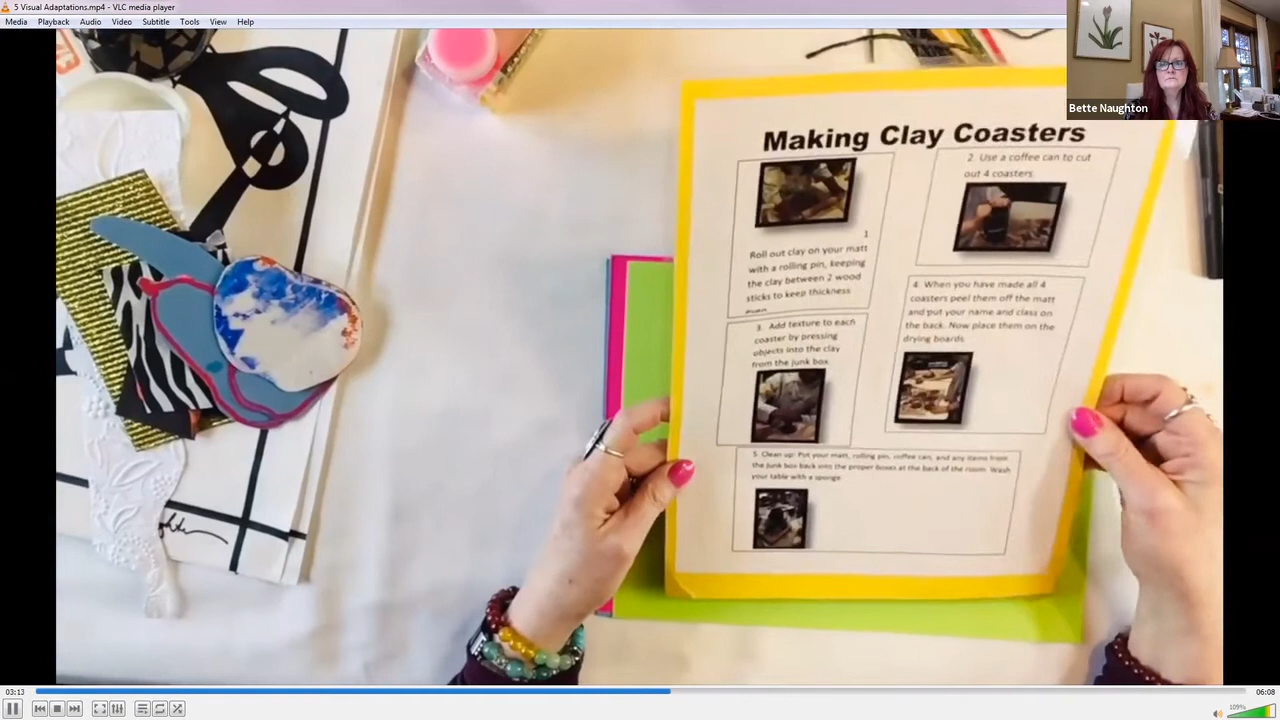 5 Visual Adaptations.mp4 - VLC media player
Media Playback Audio Video Subtitle Tools View Help
Bette Naughton
Making Clay Coasters
1
Roll out clay on your matt
with a rolling pin, keeping
the clay between 2 wood
sticks to keep thickness
even
2. Use a coffee can to cut
out 4 coasters.
3. Add texture to each
coaster by pressing
objects into the clay
from the junk box.
4. When you have made all 4
coasters peel them off the matt
and put your name and class on
the back. Now place them on the
drying boards
5. Clean up: Put your matt, rolling pin, coffee can, and any items from
the junk box back into the proper boxes at the back of the room. Wash
your table with a sponge
03:13
06:08
109%